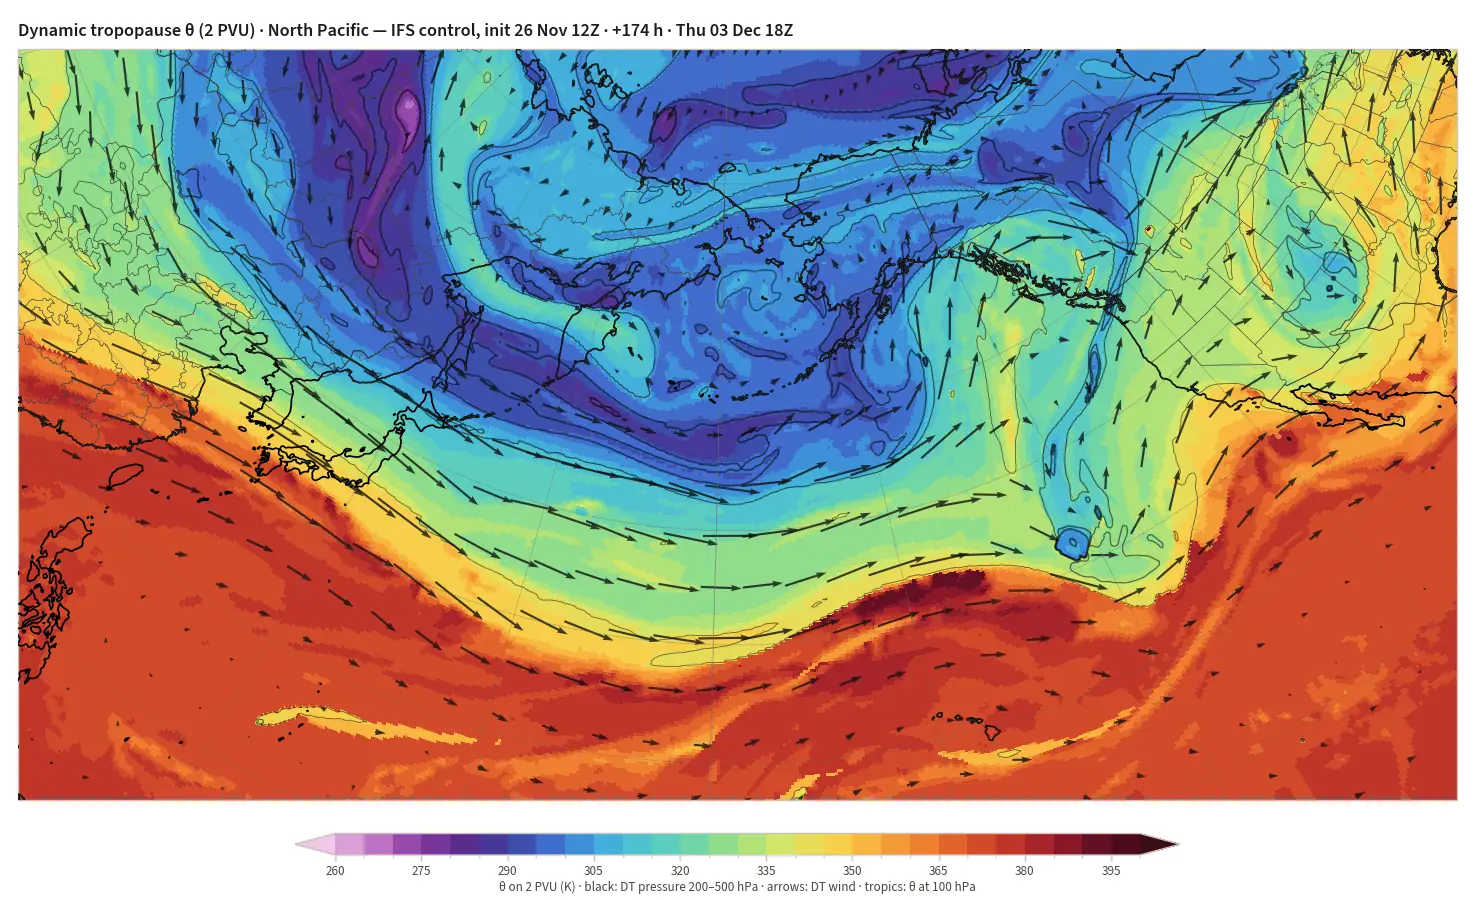 Dynamic tropopause θ (2 PVU) · North Pacific — IFS control, init 26 Nov 12Z · +174 h · Thu 03 Dec 18Z
260 275 290 305 320 335 350 365 380 395
θ on 2 PVU (K) · black: DT pressure 200–500 hPa · arrows: DT wind · tropics: θ at 100 hPa